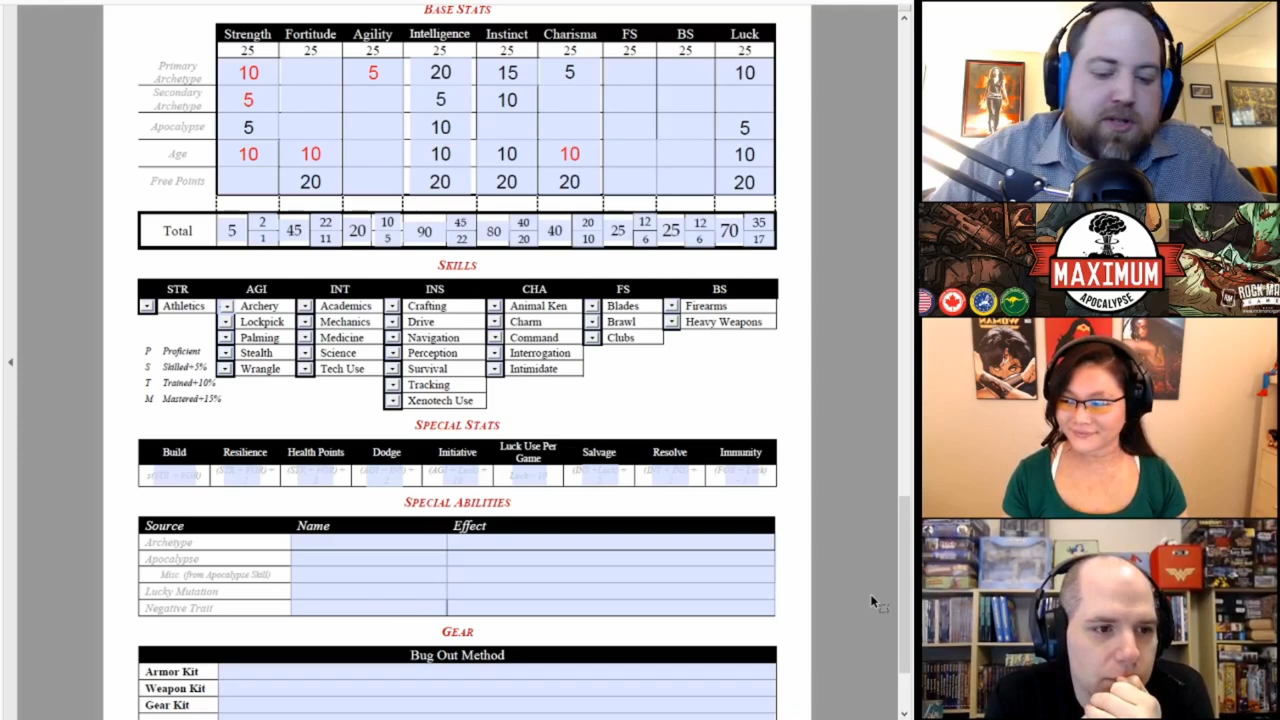 BASE STATS
Strength Fortitude Agility Intelligence Instinct Charisma FS BS Luck
25 25 25 25 25 25 25 25 25
Primary Archetype 10 5 20 15 5 10
Secondary Archetype 5 5 10
Apocalypse 5 10 5
Age 10 10 10 10 10 10
Free Points 20 20 20 20 20
Total 5 2 1 45 22 11 20 10 5 90 45 22 80 40 20 40 20 10 25 12 6 25 12 6 70 35 17
SKILLS
STR AGI INT INS CHA FS BS
Athletics Archery Academics Crafting Animal Ken Blades Firearms
Lockpick Mechanics Drive Charm Brawl Heavy Weapons
Palming Medicine Navigation Command Clubs
P Proficient Stealth Science Perception Interrogation
S Skilled+5% Wrangle Tech Use Survival Intimidate
T Trained+10% Tracking
M Mastered+15% Xenotech Use
SPECIAL STATS
Build Resilience Health Points Dodge Initiative Luck Use Per Game Salvage Resolve Immunity
SPECIAL ABILITIES
Source Name Effect
Archetype
Apocalypse
Misc. (from Apocalypse Skill)
Lucky Mutation
Negative Trait
GEAR
Bug Out Method
Armor Kit
Weapon Kit
Gear Kit
MAXIMUM
APOCALYPSE